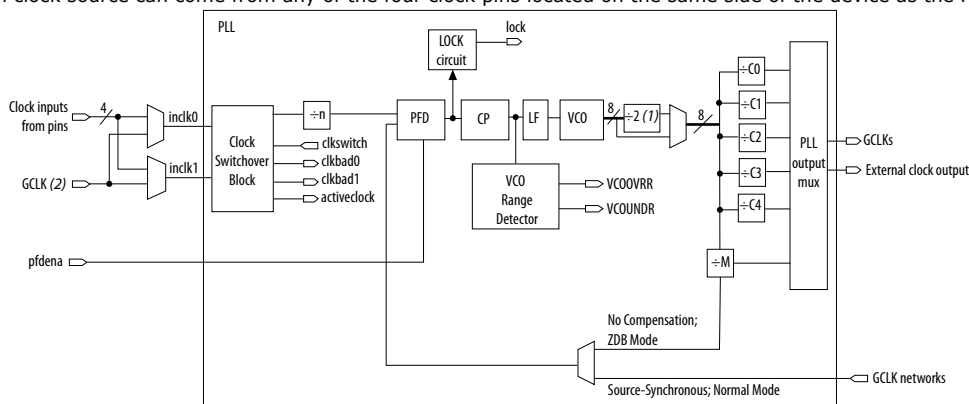 clock source can come from any of the four clock pins located on the same side of the device as the
PLL
lock
LOCK
circuit
Clock inputs
from pins
4
inclk0
inclk1
GCLK (2)
Clock
Switchover
Block
÷n
clkswitch
clkbad0
clkbad1
activeclock
pfdena
PFD
CP
LF
VCO
8
÷2 (1)
8
VCO
Range
Detector
VCOOVRR
VCOUNDR
÷C0
÷C1
÷C2
÷C3
÷C4
÷M
PLL
output
mux
GCLKs
External clock output
No Compensation;
ZDB Mode
Source-Synchronous; Normal Mode
GCLK networks